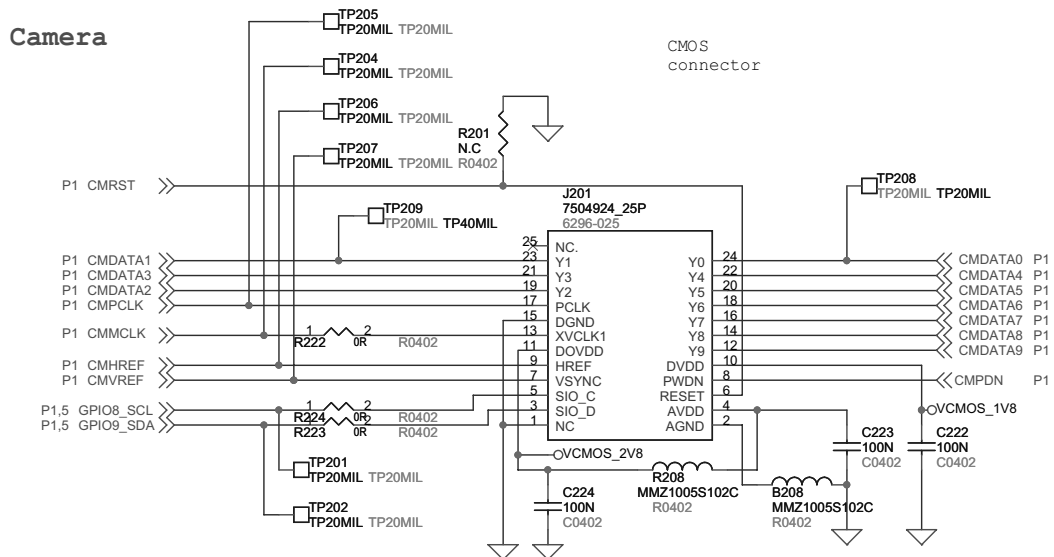 Camera
CMOS
connector
TP205
TP20MIL TP20MIL
TP204
TP20MIL TP20MIL
TP206
TP20MIL TP20MIL
TP207
TP20MIL TP20MIL
R201
N.C
R0402
P1 CMRST
TP209
TP20MIL TP40MIL
J201
7504924_25P
6296-025
TP208
TP20MIL TP20MIL
25 NC.
P1 CMDATA1 23 Y1 Y0 24 CMDATA0 P1
P1 CMDATA3 21 Y3 Y4 22 CMDATA4 P1
P1 CMDATA2 19 Y2 Y5 20 CMDATA5 P1
P1 CMPCLK 17 PCLK Y6 18 CMDATA6 P1
15 DGND Y7 16 CMDATA7 P1
P1 CMMCLK 1 2 13 XVCLK1 Y8 14 CMDATA8 P1
R222 0R R0402
11 DOVDD Y9 12 CMDATA9 P1
P1 CMHREF 9 HREF DVDD 10
P1 CMVREF 7 VSYNC PWDN 8 CMPDN P1
P1,5 GPIO8_SCL 1 2 5 SIO_C RESET 6
R224 0R R0402
P1,5 GPIO9_SDA 1 2 3 SIO_D AVDD 4
R223 0R R0402
1 NC AGND 2
VCMOS_1V8
VCMOS_2V8
C223
100N
C0402
C222
100N
C0402
TP201
TP20MIL TP20MIL
R208
MMZ1005S102C
R0402
B208
MMZ1005S102C
R0402
C224
100N
C0402
TP202
TP20MIL TP20MIL